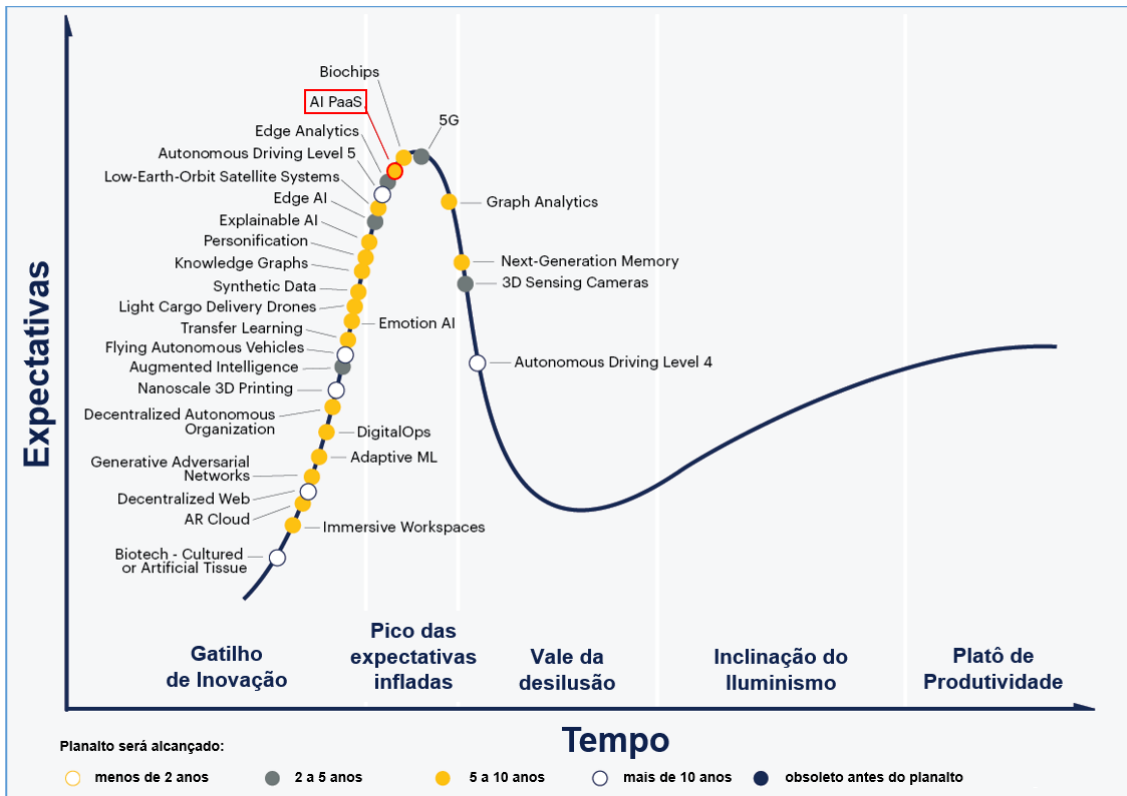 Expectativas
Biochips
AI PaaS
5G
Edge Analytics
Autonomous Driving Level 5
Low-Earth-Orbit Satellite Systems
Edge AI
Explainable AI
Personification
Knowledge Graphs
Synthetic Data
Light Cargo Delivery Drones
Emotion AI
Transfer Learning
Flying Autonomous Vehicles
Augmented Intelligence
Nanoscale 3D Printing
Decentralized Autonomous
Organization
DigitalOps
Adaptive ML
Generative Adversarial
Networks
Decentralized Web
AR Cloud
Immersive Workspaces
Biotech - Cultured
or Artificial Tissue
Graph Analytics
Next-Generation Memory
3D Sensing Cameras
Autonomous Driving Level 4
Gatilho
de Inovação
Pico das
expectativas
infladas
Vale da
desilusão
Inclinação do
Iluminismo
Platô de
Produtividade
Tempo
Planalto será alcançado:
menos de 2 anos
2 a 5 anos
5 a 10 anos
mais de 10 anos
obsoleto antes do planalto